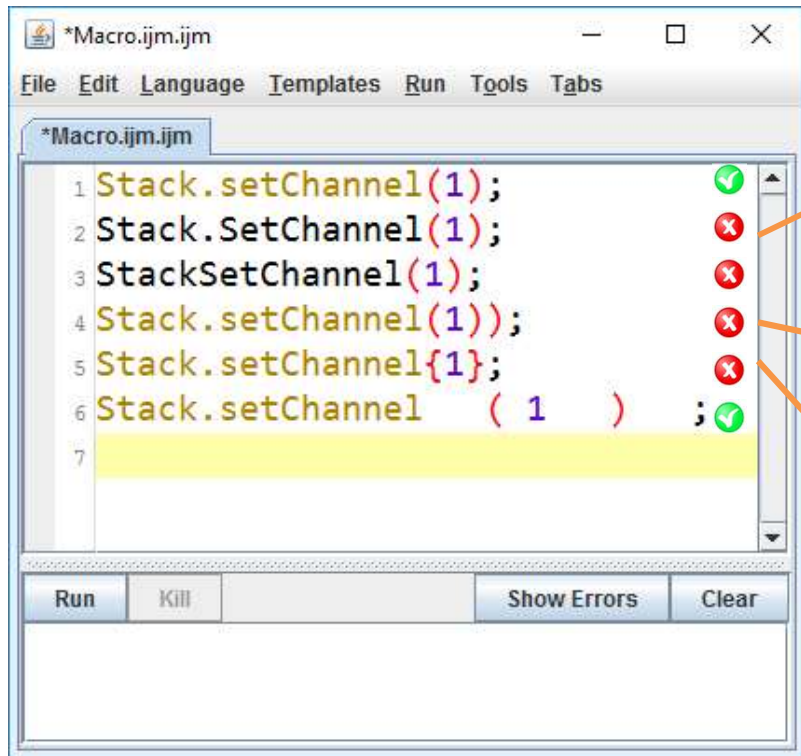 *Macro.ijm.ijm
File Edit Language Templates Run Tools Tabs
*Macro.ijm.ijm
1 Stack.setChannel(1);
2 Stack.SetChannel(1);
3 StackSetChannel(1);
4 Stack.setChannel(1));
5 Stack.setChannel{1};
6 Stack.setChannel ( 1 ) ;
7
Run Kill Show Errors Clear